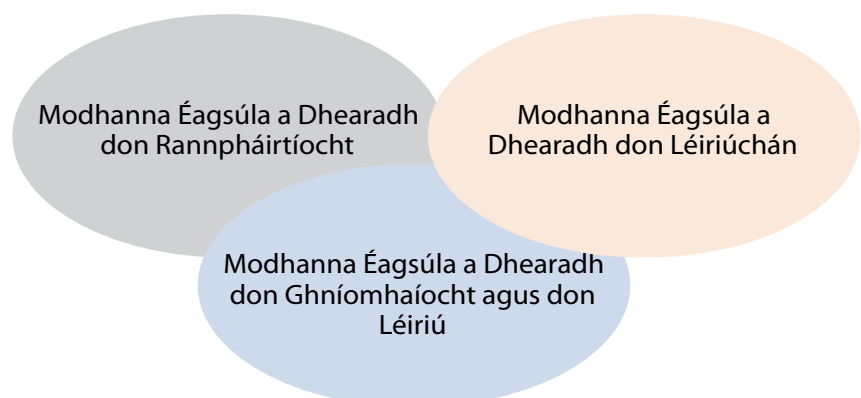 Modhanna Éagsúla a Dhearadh
don Rannpháirtíocht
Modhanna Éagsúla a
Dhearadh don Léiriúchán
Modhanna Éagsúla a Dhearadh
don Ghníomhaíocht agus don
Léiriú